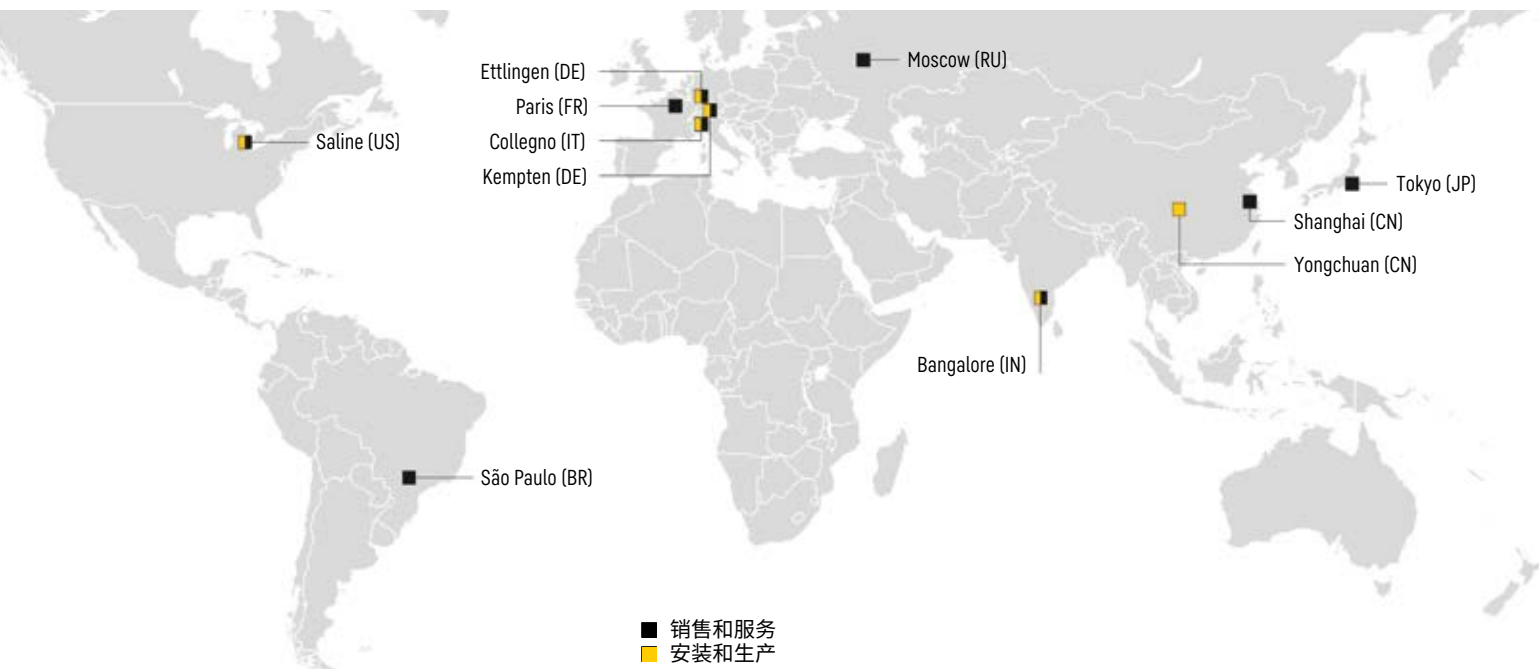 Ettlingen (DE)
Moscow (RU)
Paris (FR)
Saline (US)
Collegno (IT)
Kempten (DE)
Tokyo (JP)
Shanghai (CN)
Yongchuan (CN)
Bangalore (IN)
São Paulo (BR)
销售和服务
安装和生产